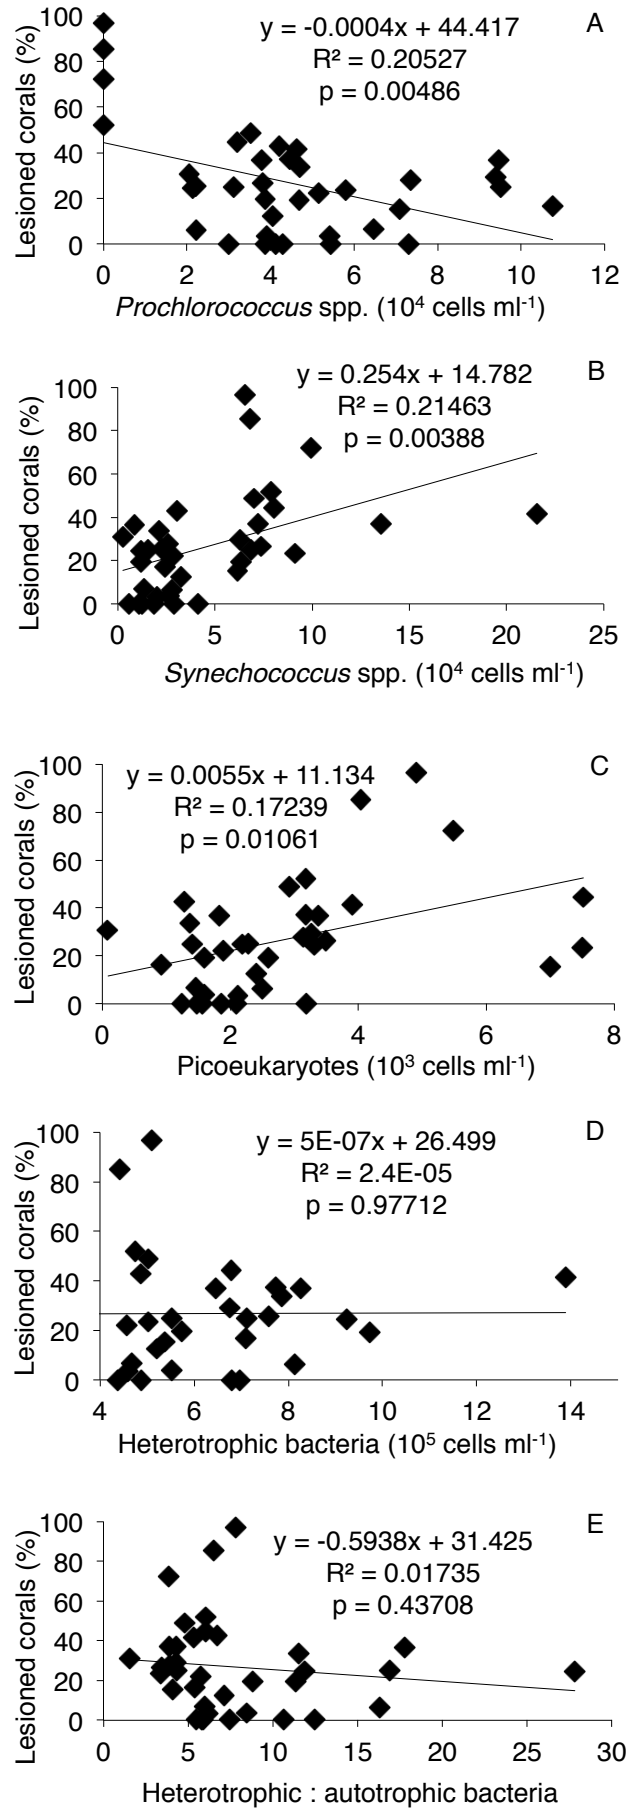 A
y = -0.0004x + 44.417
R² = 0.20527
p = 0.00486
Lesioned corals (%)
100
80
60
40
20
0
0 2 4 6 8 10 12
Prochlorococcus spp. (10⁴ cells ml⁻¹)
B
y = 0.254x + 14.782
R² = 0.21463
p = 0.00388
Lesioned corals (%)
100
80
60
40
20
0
0 5 10 15 20 25
Synechococcus spp. (10⁴ cells ml⁻¹)
C
y = 0.0055x + 11.134
R² = 0.17239
p = 0.01061
Lesioned corals (%)
100
80
60
40
20
0
0 2 4 6 8
Picoeukaryotes (10³ cells ml⁻¹)
D
y = 5E-07x + 26.499
R² = 2.4E-05
p = 0.97712
Lesioned corals (%)
100
80
60
40
20
0
4 6 8 10 12 14
Heterotrophic bacteria (10⁵ cells ml⁻¹)
E
y = -0.5938x + 31.425
R² = 0.01735
p = 0.43708
Lesioned corals (%)
100
80
60
40
20
0
0 5 10 15 20 25 30
Heterotrophic : autotrophic bacteria